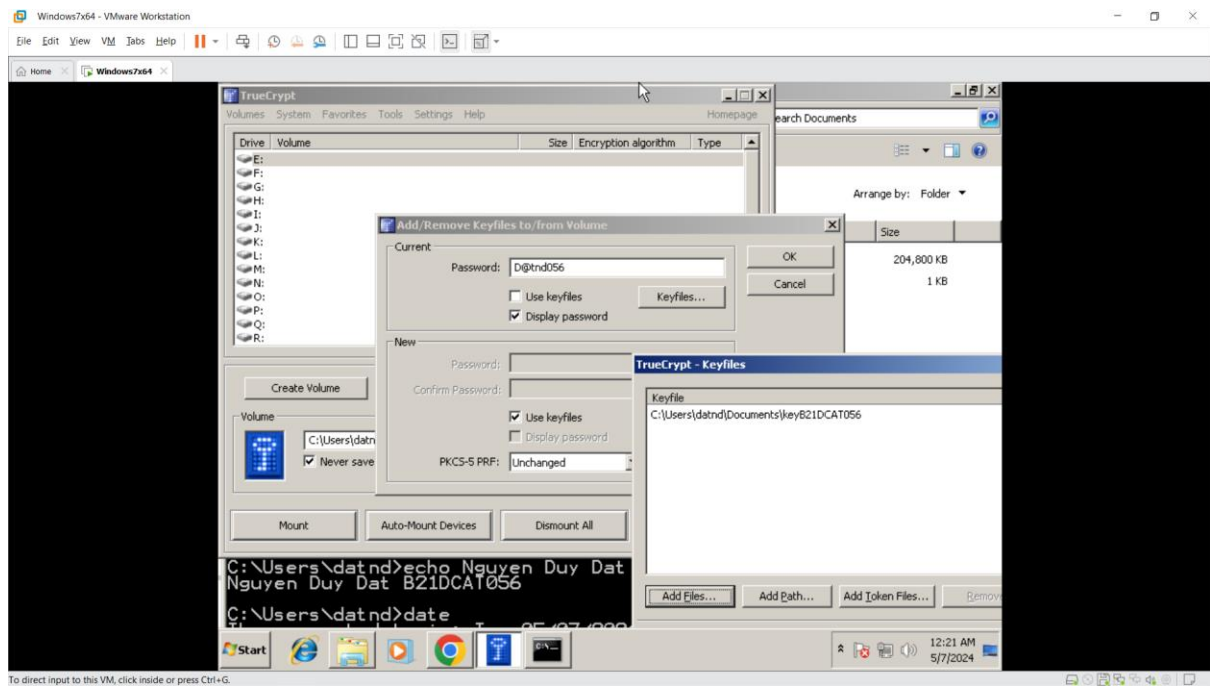 Windows7x64 - VMware Workstation
File Edit View VM Tabs Help
Home
Windows7x64
TrueCrypt
Volumes System Favorites Tools Settings Help Homepage
Drive Volume Size Encryption algorithm Type
E:
F:
G:
H:
I:
J:
K:
L:
M:
N:
O:
P:
Q:
R:
earch Documents
Arrange by: Folder
Size
204,800 KB
1 KB
Add/Remove Keyfiles to/from Volume
Current
Password: D@tnd056
Use keyfiles
Keyfiles...
Display password
OK
Cancel
New
Password:
Confirm Password:
Use keyfiles
Display password
PKCS-5 PRF: Unchanged
TrueCrypt - Keyfiles
Keyfile
C:\Users\datnd\Documents\keyB21DCAT056
Add Files... Add Path... Add Token Files... Remov
Create Volume
Volume
C:\Users\datn
Never save
Mount Auto-Mount Devices Dismount All
C:\Users\datnd>echo Nguyen Duy Dat
Nguyen Duy Dat B21DCAT056
C:\Users\datnd>date
Start
12:21 AM
5/7/2024
To direct input to this VM, click inside or press Ctrl+G.